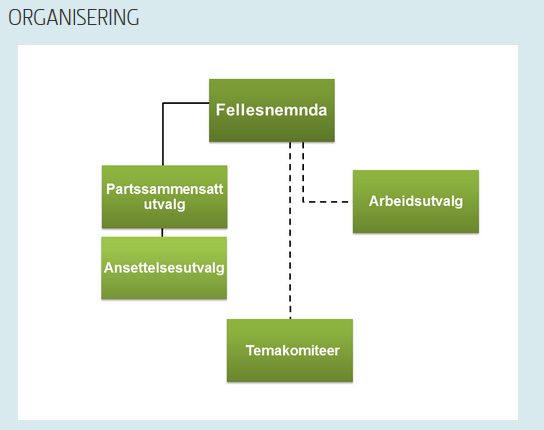 ORGANISERING
Fellesnemnda
Partssammensatt
utvalg
Arbeidsutvalg
Ansettelsesutvalg
Temakomiteer